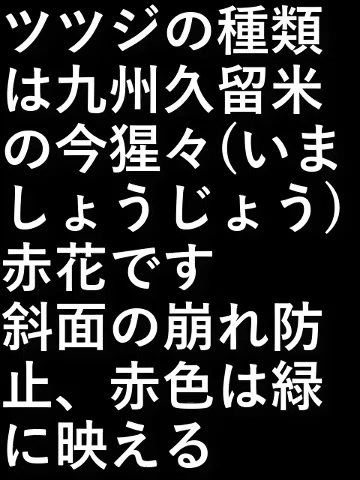 ツツジの種類
は九州久留米
の今猩々(いま
しょうじょう)
赤花です
斜面の崩れ防
止、赤色は緑
に映える